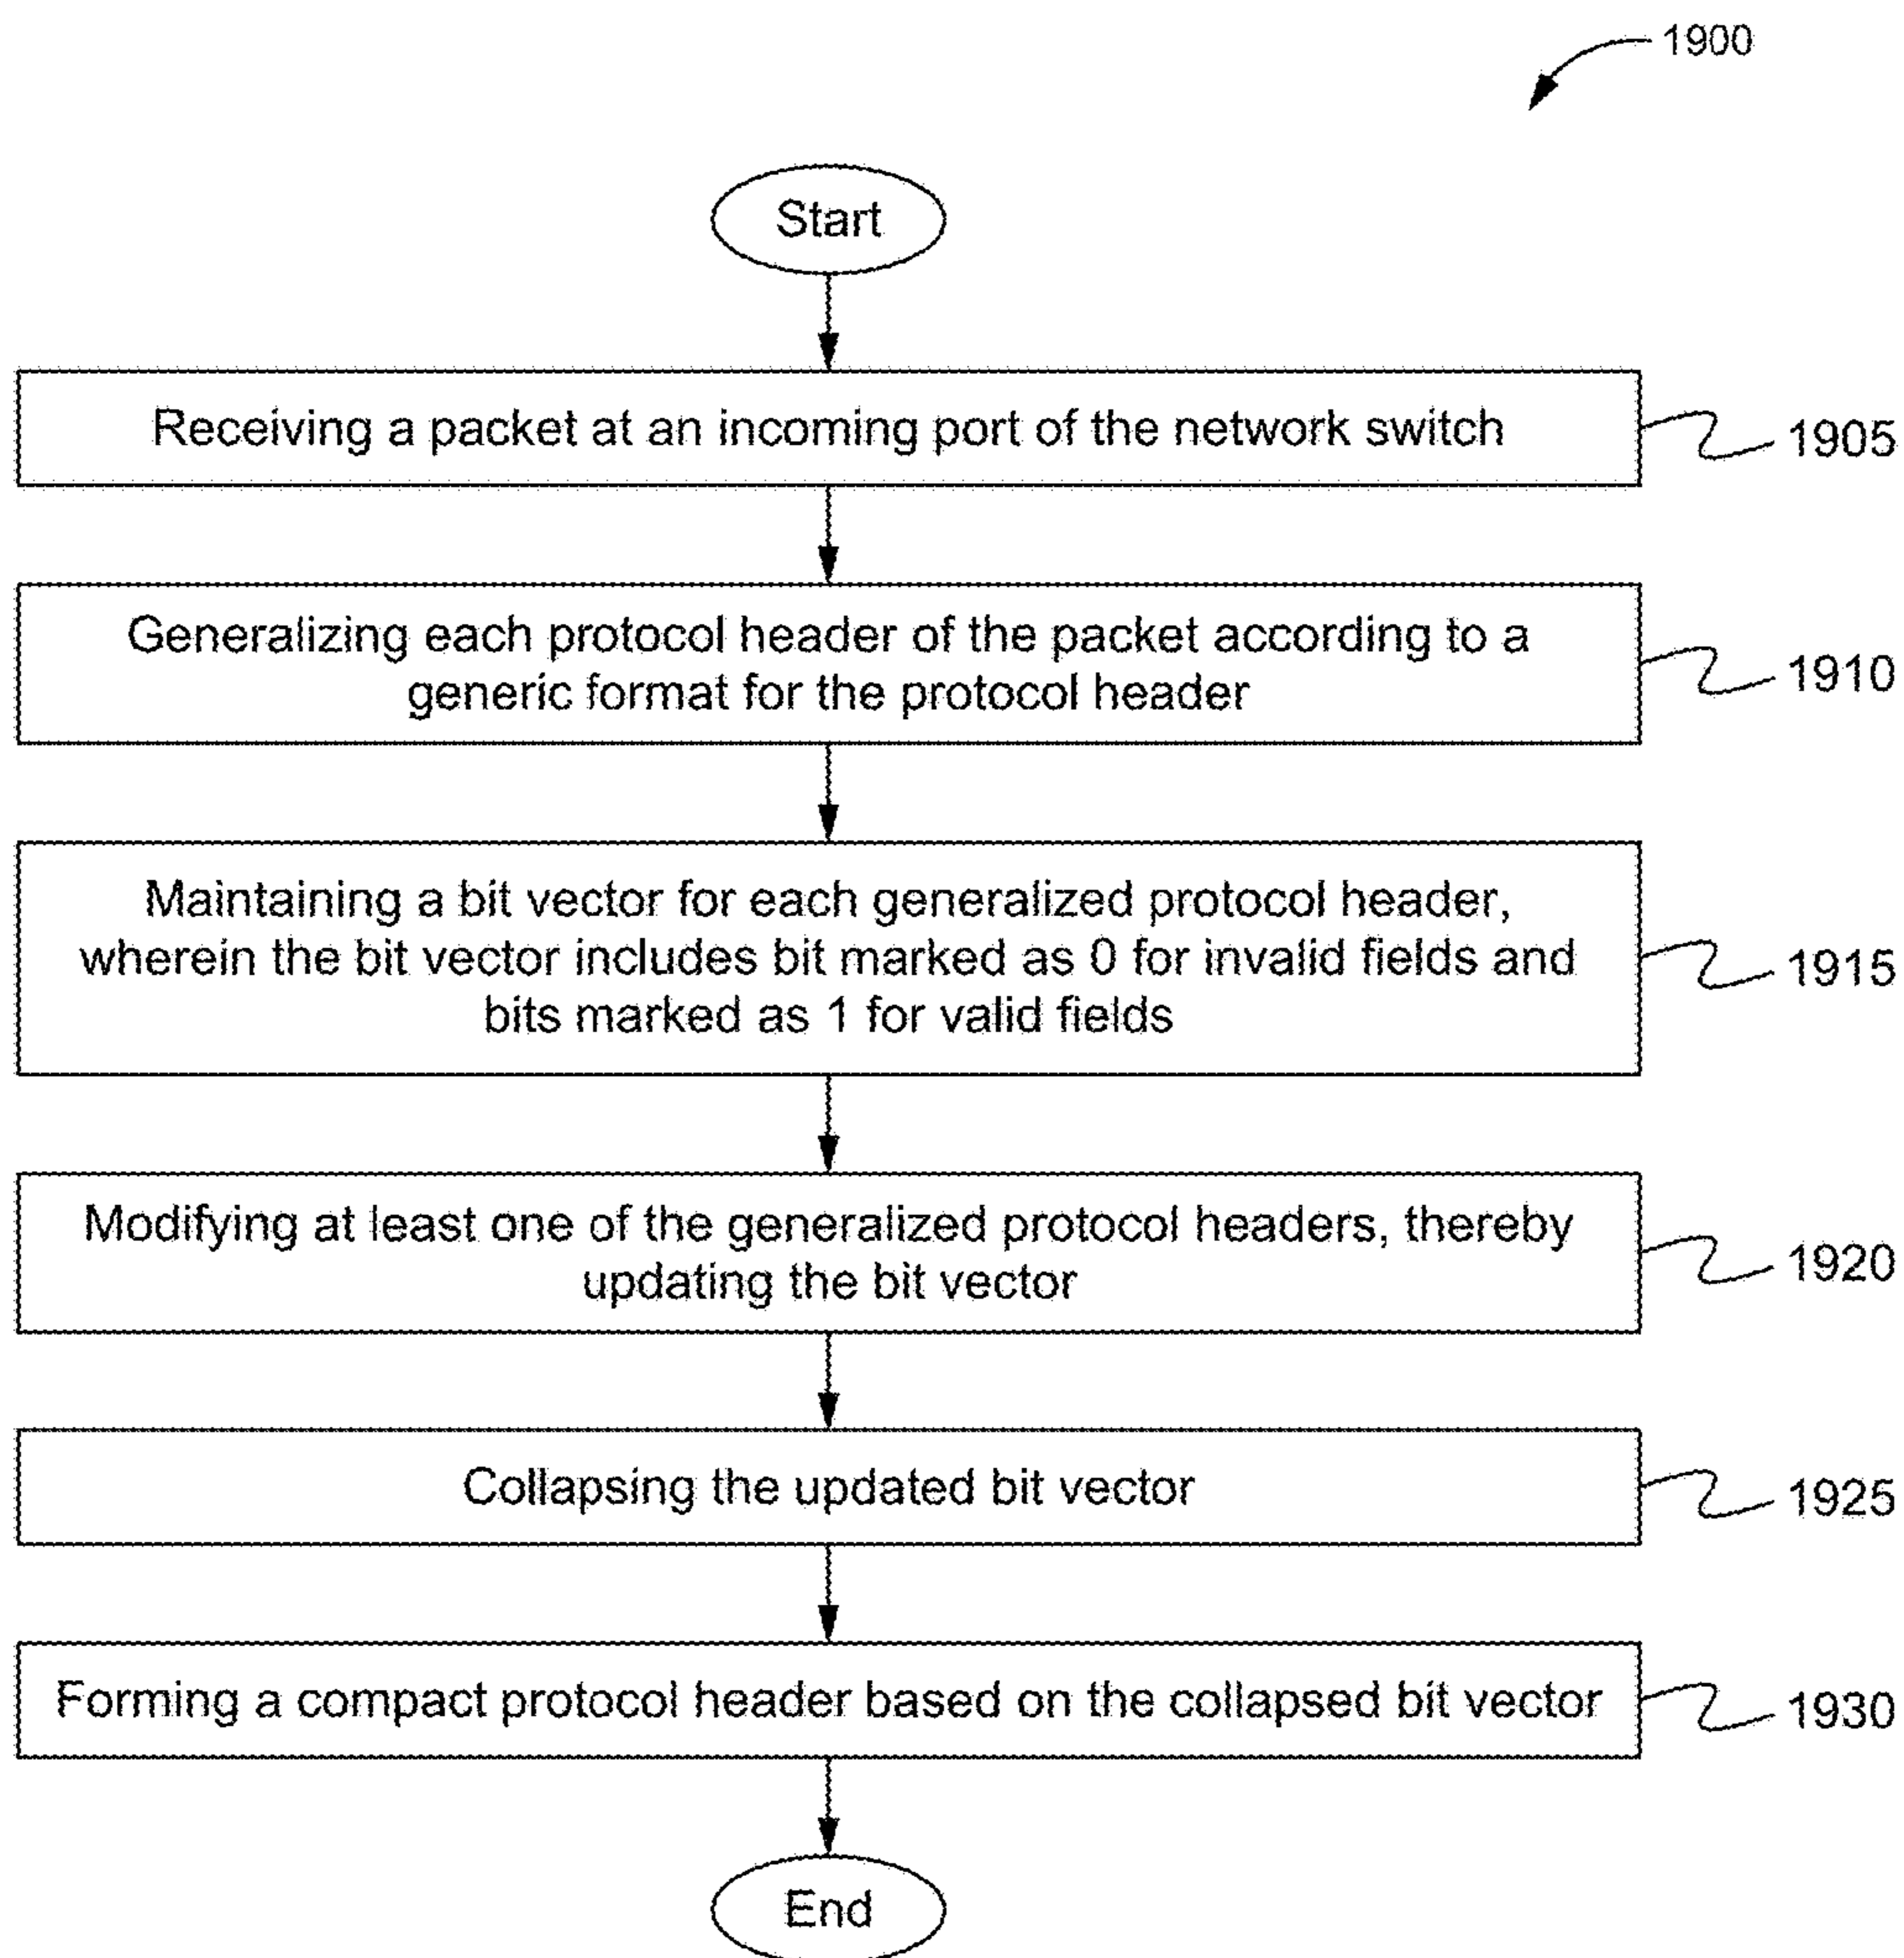 1900
Start
Receiving a packet at an incoming port of the network switch
1905
Generalizing each protocol header of the packet according to a
generic format for the protocol header
1910
Maintaining a bit vector for each generalized protocol header,
wherein the bit vector includes bit marked as 0 for invalid fields and
bits marked as 1 for valid fields
1915
Modifying at least one of the generalized protocol headers, thereby
updating the bit vector
1920
Collapsing the updated bit vector
1925
Forming a compact protocol header based on the collapsed bit vector
1930
End